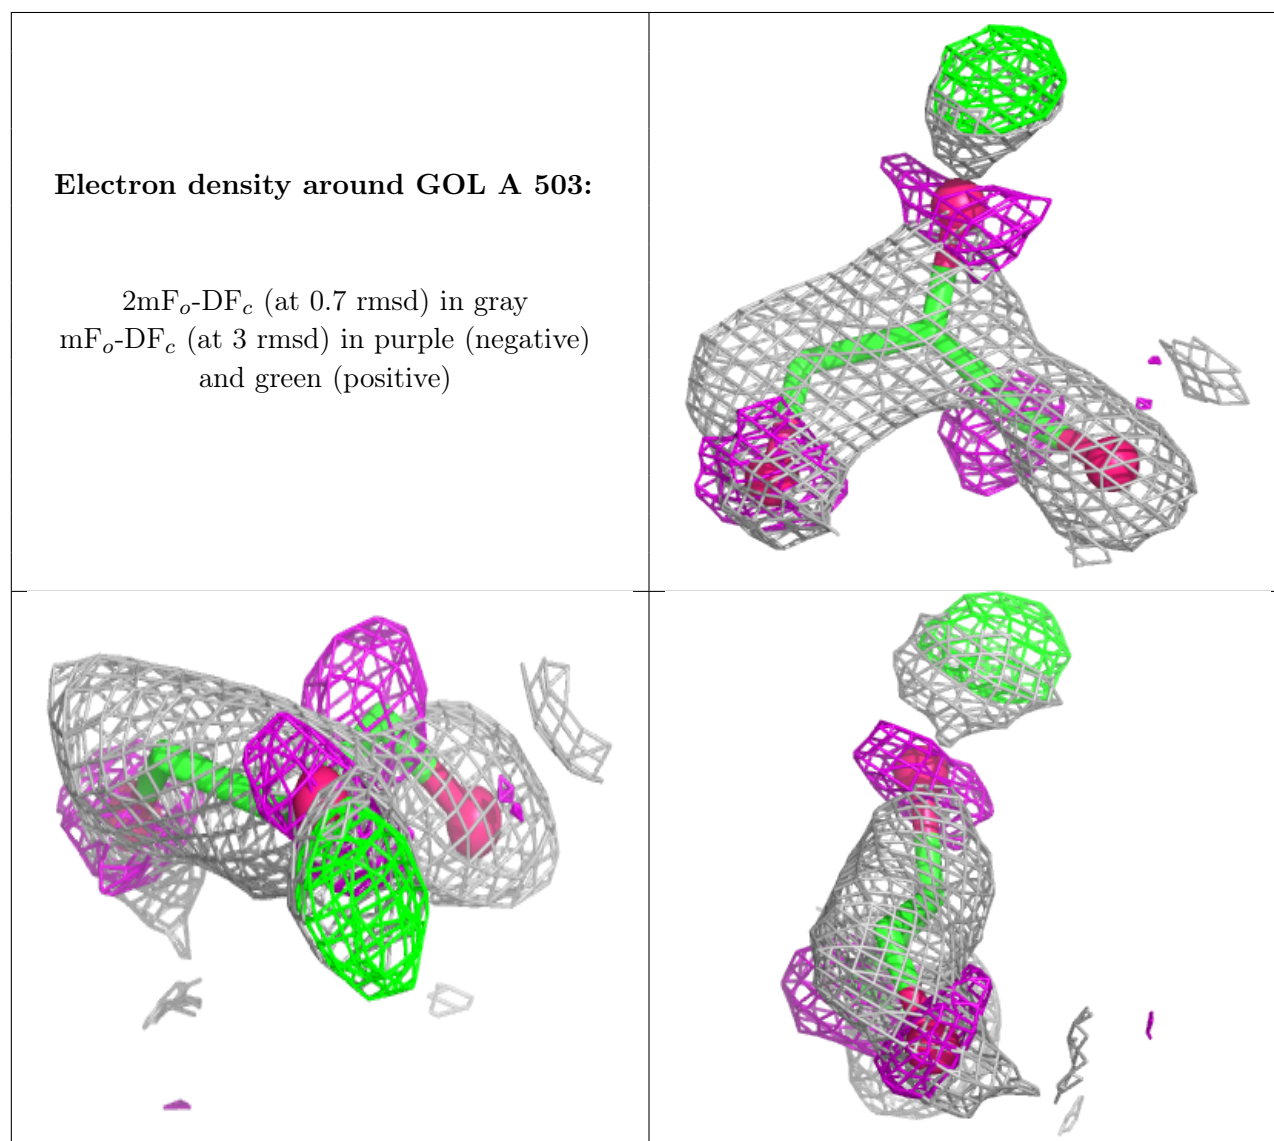 Electron density around GOL A 503:
2mFo-DFc (at 0.7 rmsd) in gray
mFo-DFc (at 3 rmsd) in purple (negative)
and green (positive)